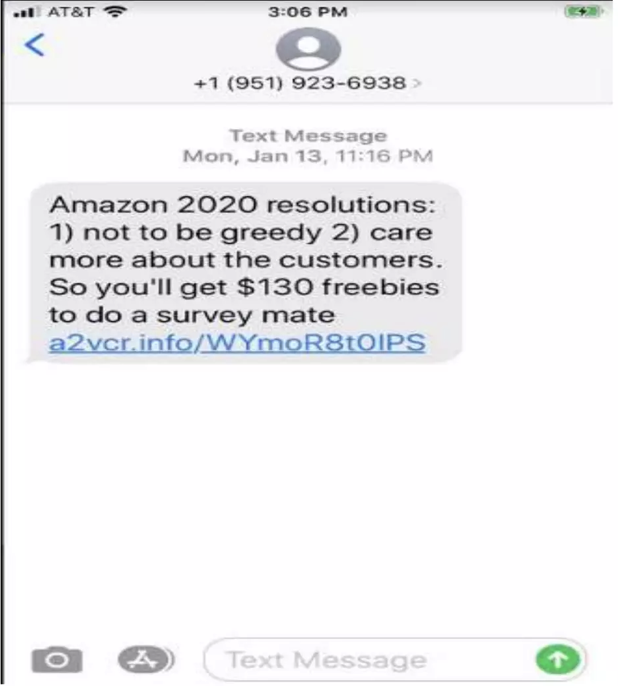 AT&T 3:06 PM
+1 (951) 923-6938 >
Text Message
Mon, Jan 13, 11:16 PM
Amazon 2020 resolutions:
1) not to be greedy 2) care
more about the customers.
So you'll get $130 freebies
to do a survey mate
a2vcr.info/WYmoR8t0IPS
Text Message